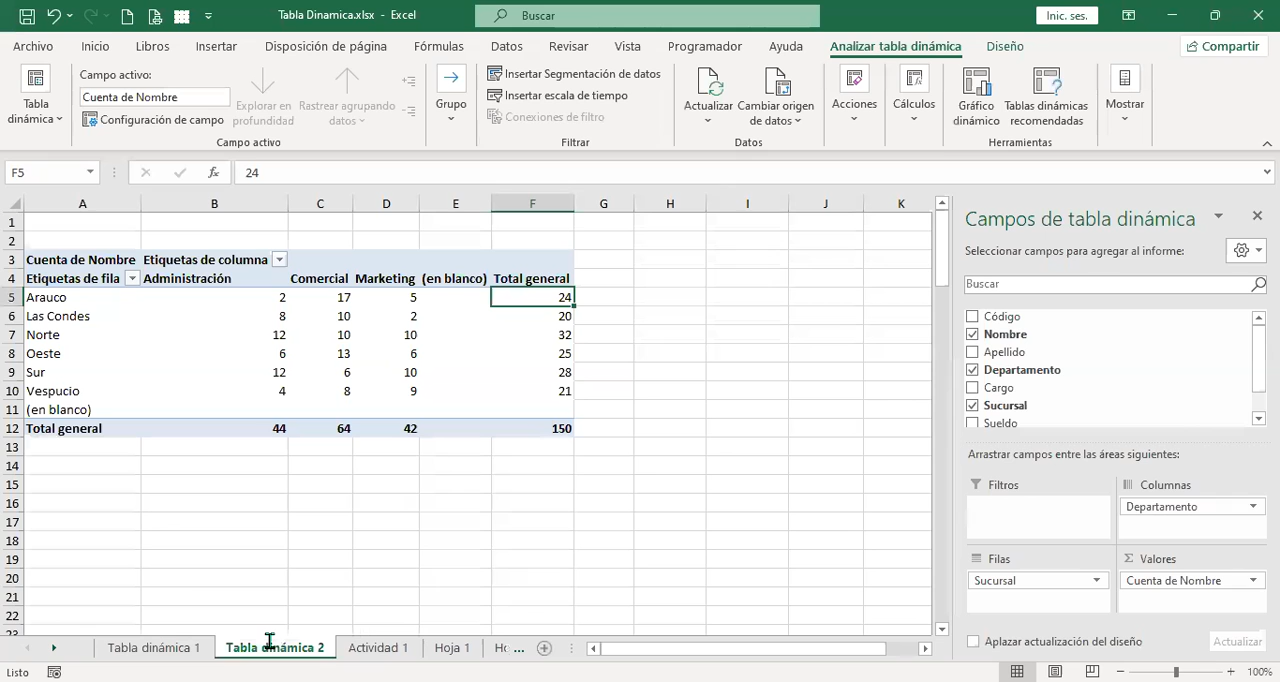 Tabla Dinamica.xlsx - Excel
Buscar
Inic. ses.
Archivo Inicio Libros Insertar Disposición de página Fórmulas Datos Revisar Vista Programador Ayuda Analizar tabla dinámica Diseño Compartir
Tabla dinámica
Campo activo:
Cuenta de Nombre
Configuración de campo
Explorar en profundidad
Rastrear agrupando datos
Campo activo
Grupo
Insertar Segmentación de datos
Insertar escala de tiempo
Conexiones de filtro
Filtrar
Actualizar
Cambiar origen de datos
Datos
Acciones
Cálculos
Gráfico dinámico
Tablas dinámicas recomendadas
Herramientas
Mostrar
F5 fx 24
A B C D E F G H I J K
1
2
3 Cuenta de Nombre Etiquetas de columna
4 Etiquetas de fila Administración Comercial Marketing (en blanco) Total general
5 Arauco 2 17 5 24
6 Las Condes 8 10 2 20
7 Norte 12 10 10 32
8 Oeste 6 13 6 25
9 Sur 12 6 10 28
10 Vespucio 4 8 9 21
11 (en blanco)
12 Total general 44 64 42 150
13
14
15
16
17
18
19
20
21
22
23
Campos de tabla dinámica
Seleccionar campos para agregar al informe:
Buscar
Código
Nombre
Apellido
Departamento
Cargo
Sucursal
Sueldo
Arrastrar campos entre las áreas siguientes:
Filtros
Columnas
Departamento
Filas
Σ Valores
Sucursal
Cuenta de Nombre
Aplazar actualización del diseño
Actualizar
Tabla dinámica 1 Tabla dinámica 2 Actividad 1 Hoja 1 Ho ...
Listo
100%